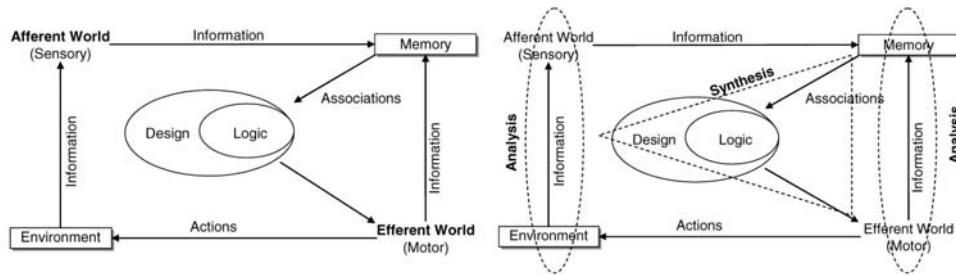 Afferent World
(Sensory)
Information
Memory
Associations
Design
Logic
Information
Information
Environment
Actions
Efferent World
(Motor)
Afferent World
(Sensory)
Information
Memory
Synthesis
Associations
Analysis
Information
Design
Logic
Information
Analysis
Environment
Actions
Efferent World
(Motor)